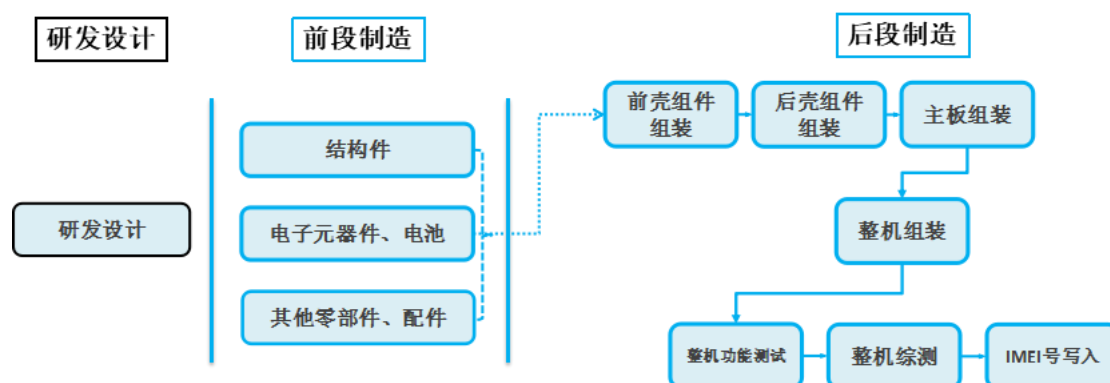 研发设计
前段制造
后段制造
研发设计
结构件
电子元器件、电池
其他零部件、配件
前壳组件
组装
后壳组件
组装
主板组装
整机组装
整机功能测试
整机综测
IMEI号写入